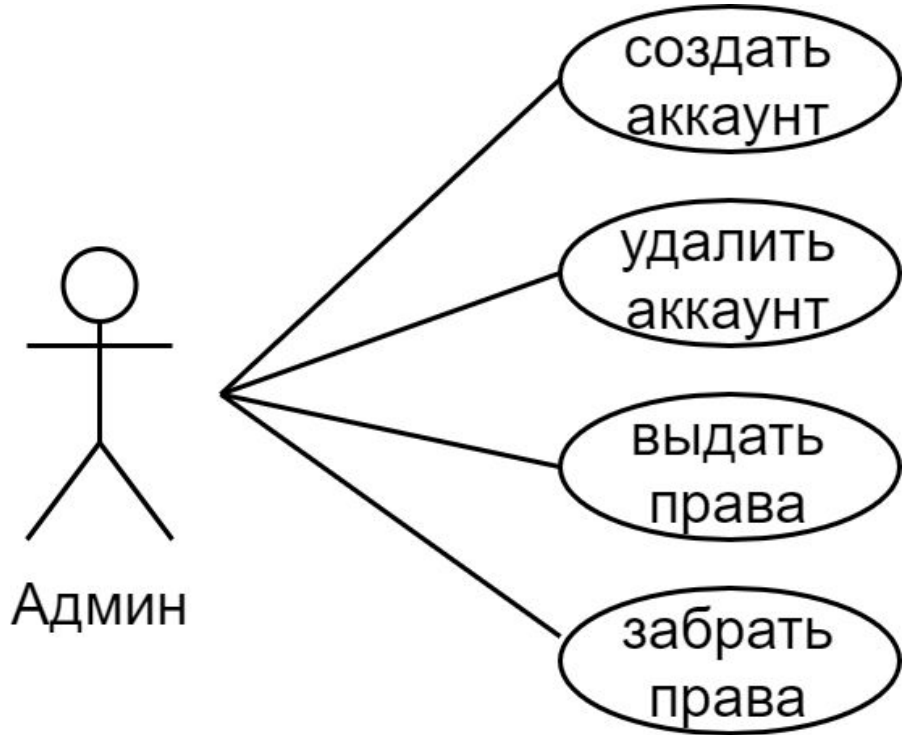 создать
аккаунт
удалить
аккаунт
выдать
права
забрать
права
Админ